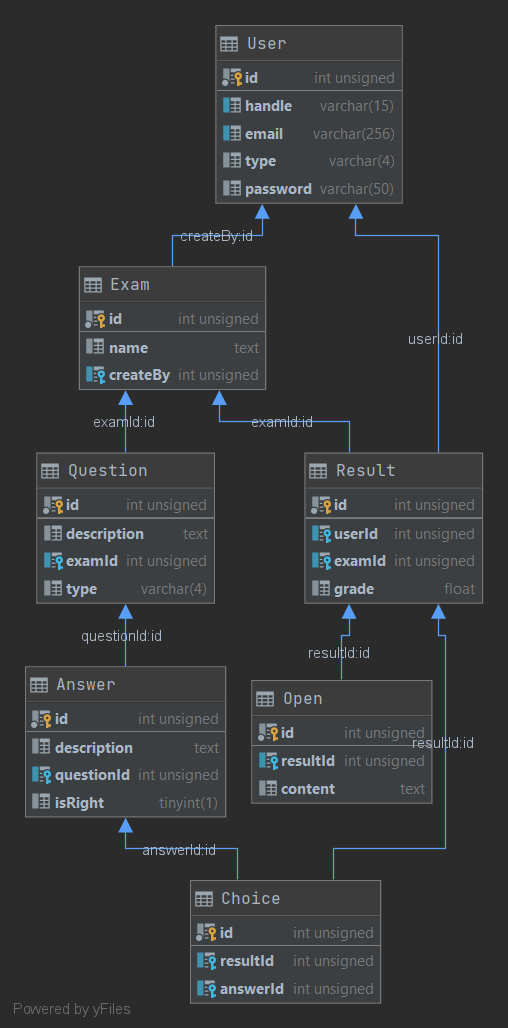 User
id int unsigned
handle varchar(15)
email varchar(256)
type varchar(4)
password varchar(50)
createBy:id
Exam
id int unsigned
name text
createBy int unsigned
userId:id
examId:id
examId:id
Question
id int unsigned
description text
examId int unsigned
type varchar(4)
Result
id int unsigned
userId int unsigned
examId int unsigned
grade float
questionId:id
resultId:id
Answer
id int unsigned
description text
questionId int unsigned
isRight tinyint(1)
Open
id int unsigned
resultId int unsigned
content text
resultId:id
answerId:id
Choice
id int unsigned
resultId int unsigned
answerId int unsigned
Powered by yFiles